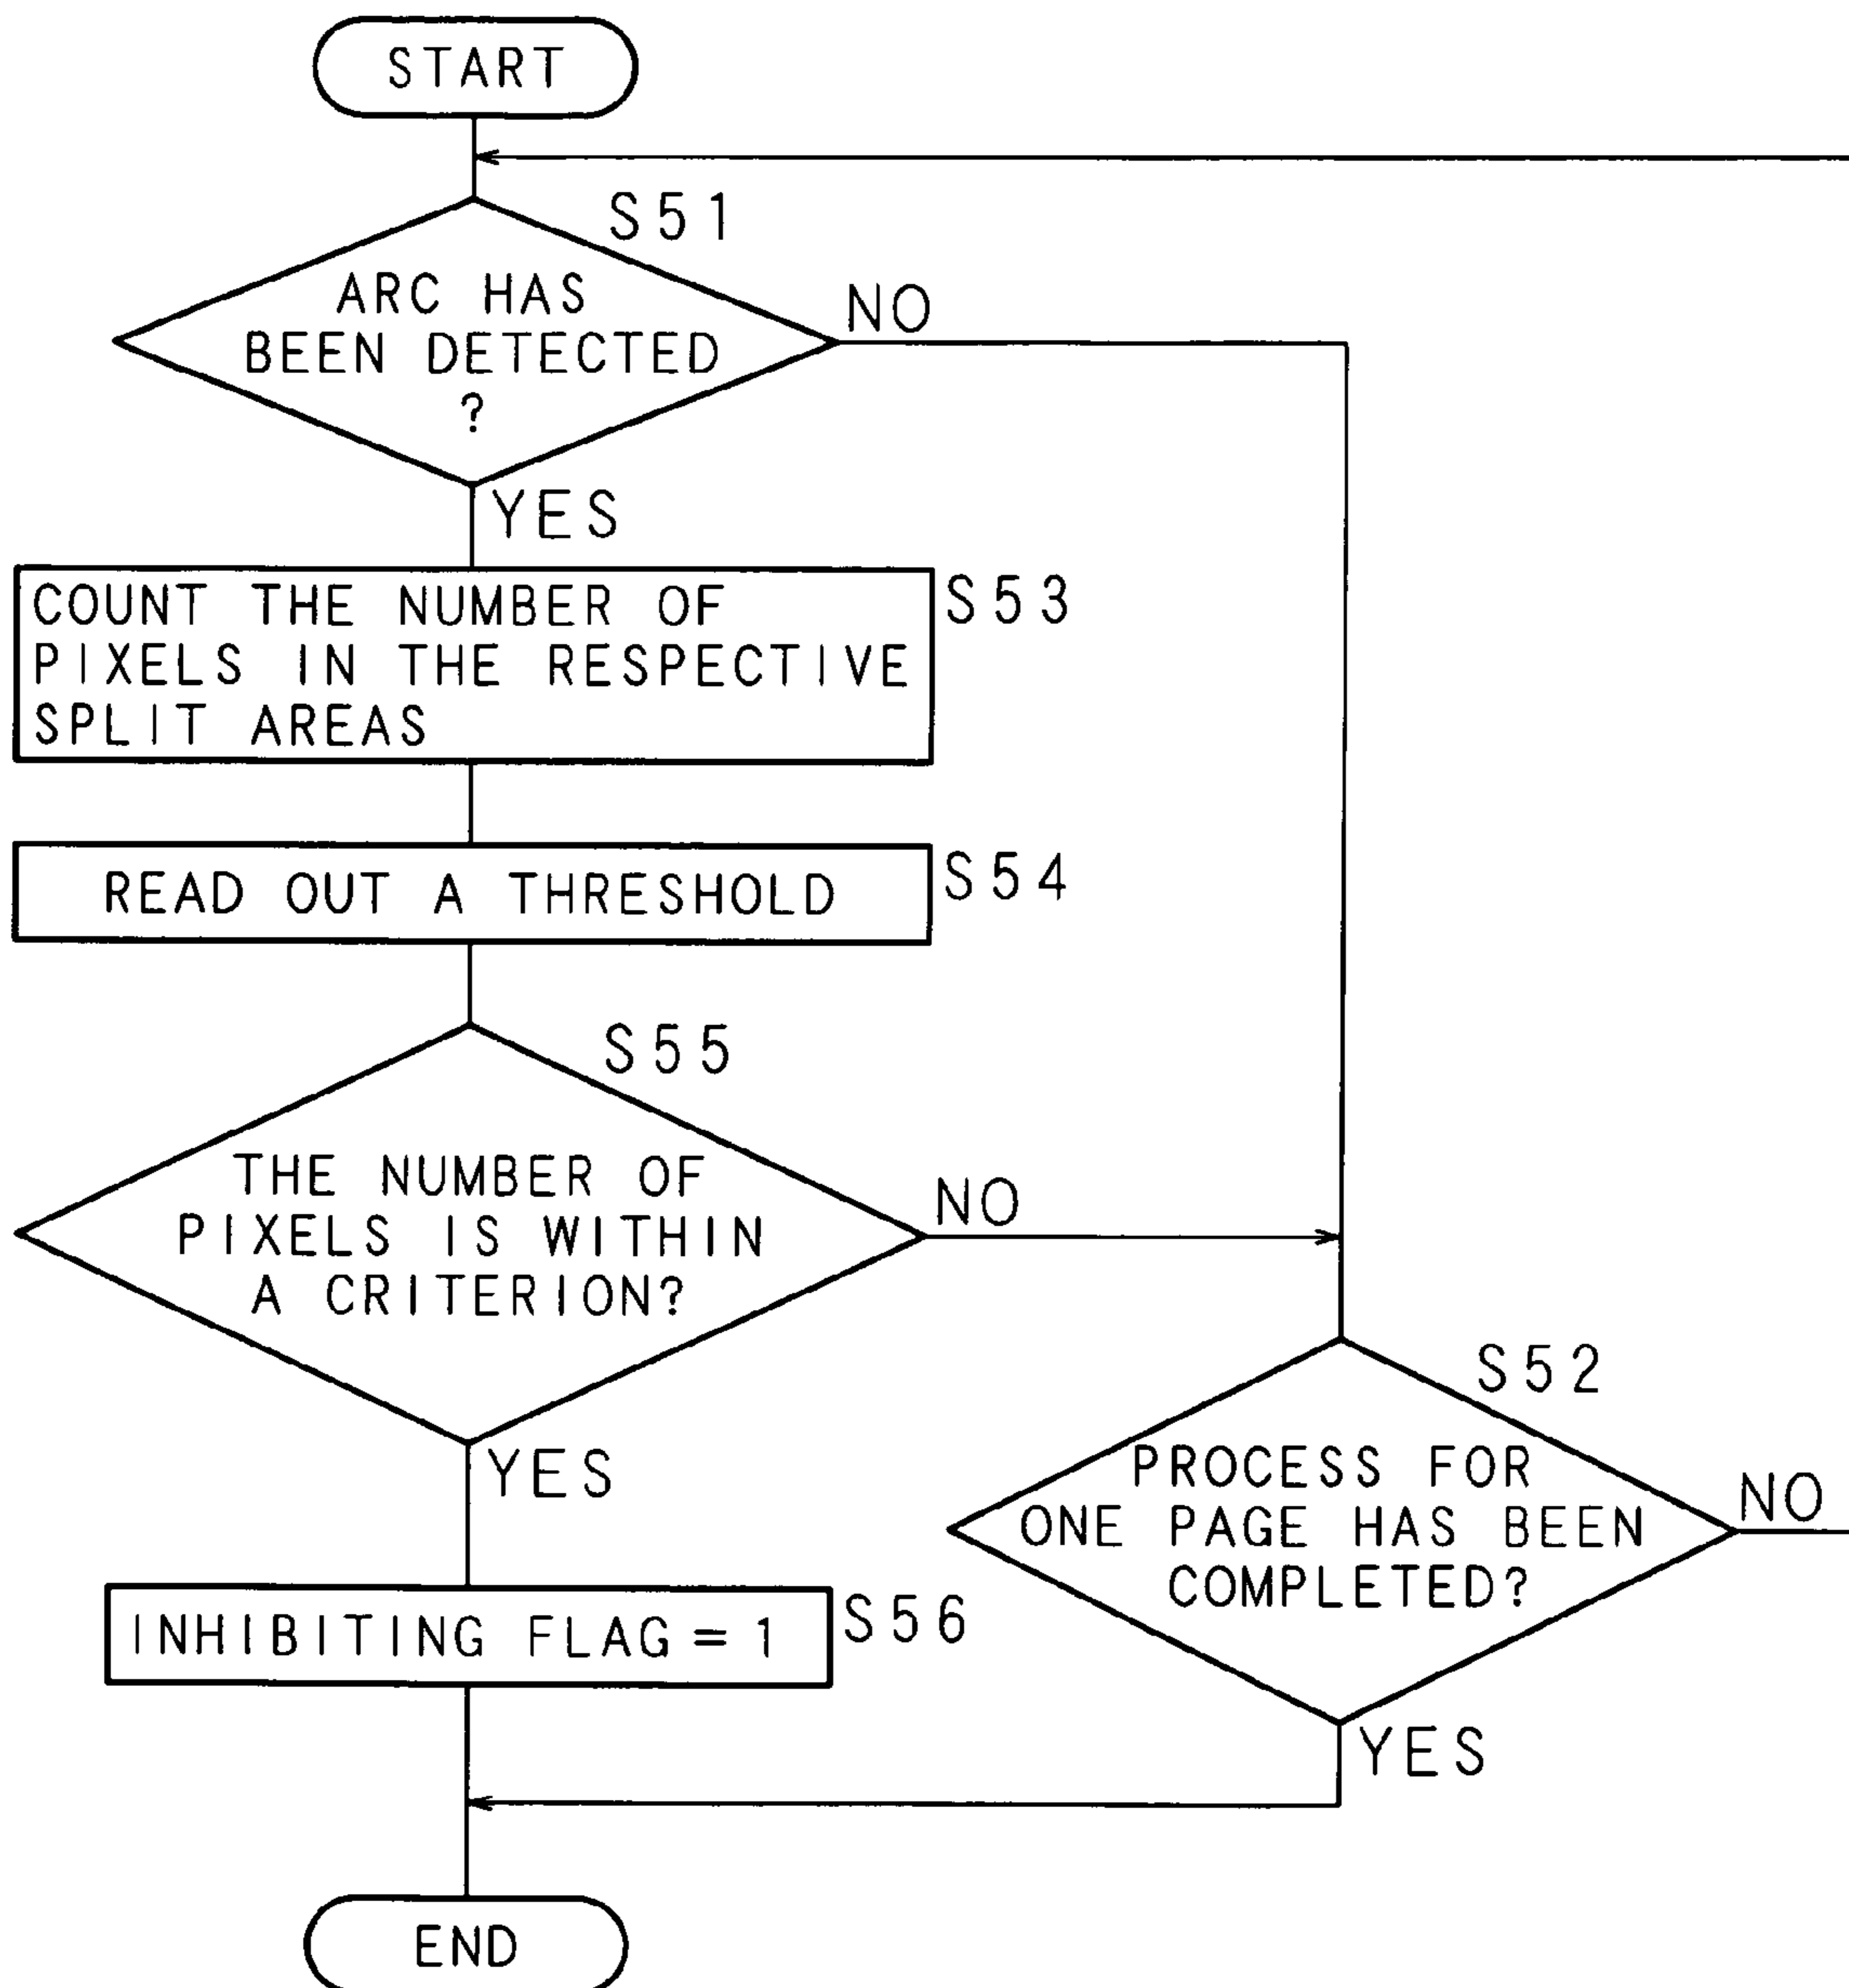 START
S51
ARC HAS
BEEN DETECTED
?
NO
YES
COUNT THE NUMBER OF
PIXELS IN THE RESPECTIVE
SPLIT AREAS
S53
READ OUT A THRESHOLD
S54
S55
THE NUMBER OF
PIXELS IS WITHIN
A CRITERION?
NO
YES
S52
PROCESS FOR
ONE PAGE HAS BEEN
COMPLETED?
NO
YES
INHIBITING FLAG=1
S56
END